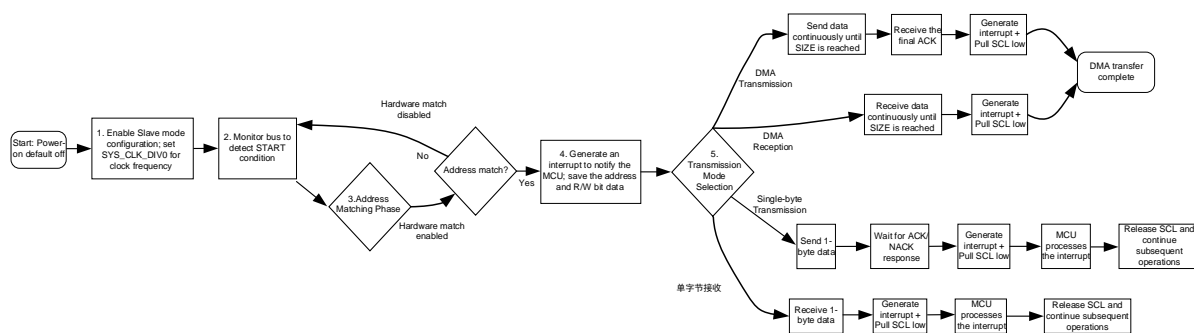 Start: Power-
on default off
1. Enable Slave mode
configuration; set
SYS_CLK_DIV0 for
clock frequency
2. Monitor bus to
detect START
condition
3.Address
Matching Phase
Hardware match
disabled
No
Hardware match
enabled
Address match?
Yes
4. Generate an
interrupt to notify the
MCU; save the address
and R/W bit data
5.
Transmission
Mode
Selection
DMA
Transmission
Send data
continuously until
SIZE is reached
Receive the
final ACK
Generate
interrupt +
Pull SCL low
DMA transfer
complete
DMA
Reception
Receive data
continuously until
SIZE is reached
Generate
interrupt +
Pull SCL low
Single-byte
Transmission
Send 1-
byte data
Wait for ACK/
NACK
response
Generate
interrupt +
Pull SCL low
MCU
processes
the interrupt
Release SCL and
continue
subsequent
operations
单字节接收
Receive 1-
byte data
Generate
interrupt +
Pull SCL low
MCU
processes
the interrupt
Release SCL and
continue subsequent
operations